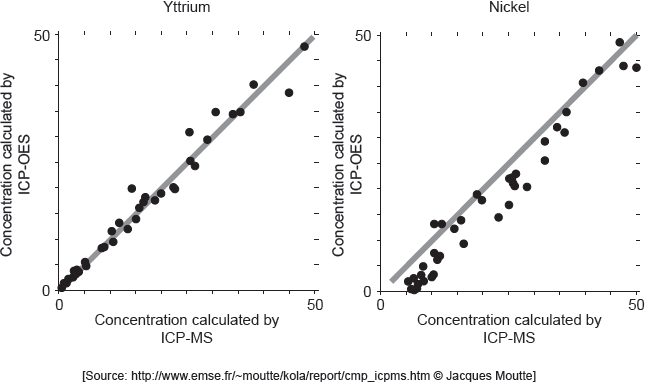 Yttrium
50
Concentration calculated by
ICP-OES
0
0
50
Concentration calculated by
ICP-MS
Nickel
50
Concentration calculated by
ICP-OES
0
0
50
Concentration calculated by
ICP-MS
[Source: http://www.emse.fr/~moutte/kola/report/cmp_icpms.htm © Jacques Moutte]